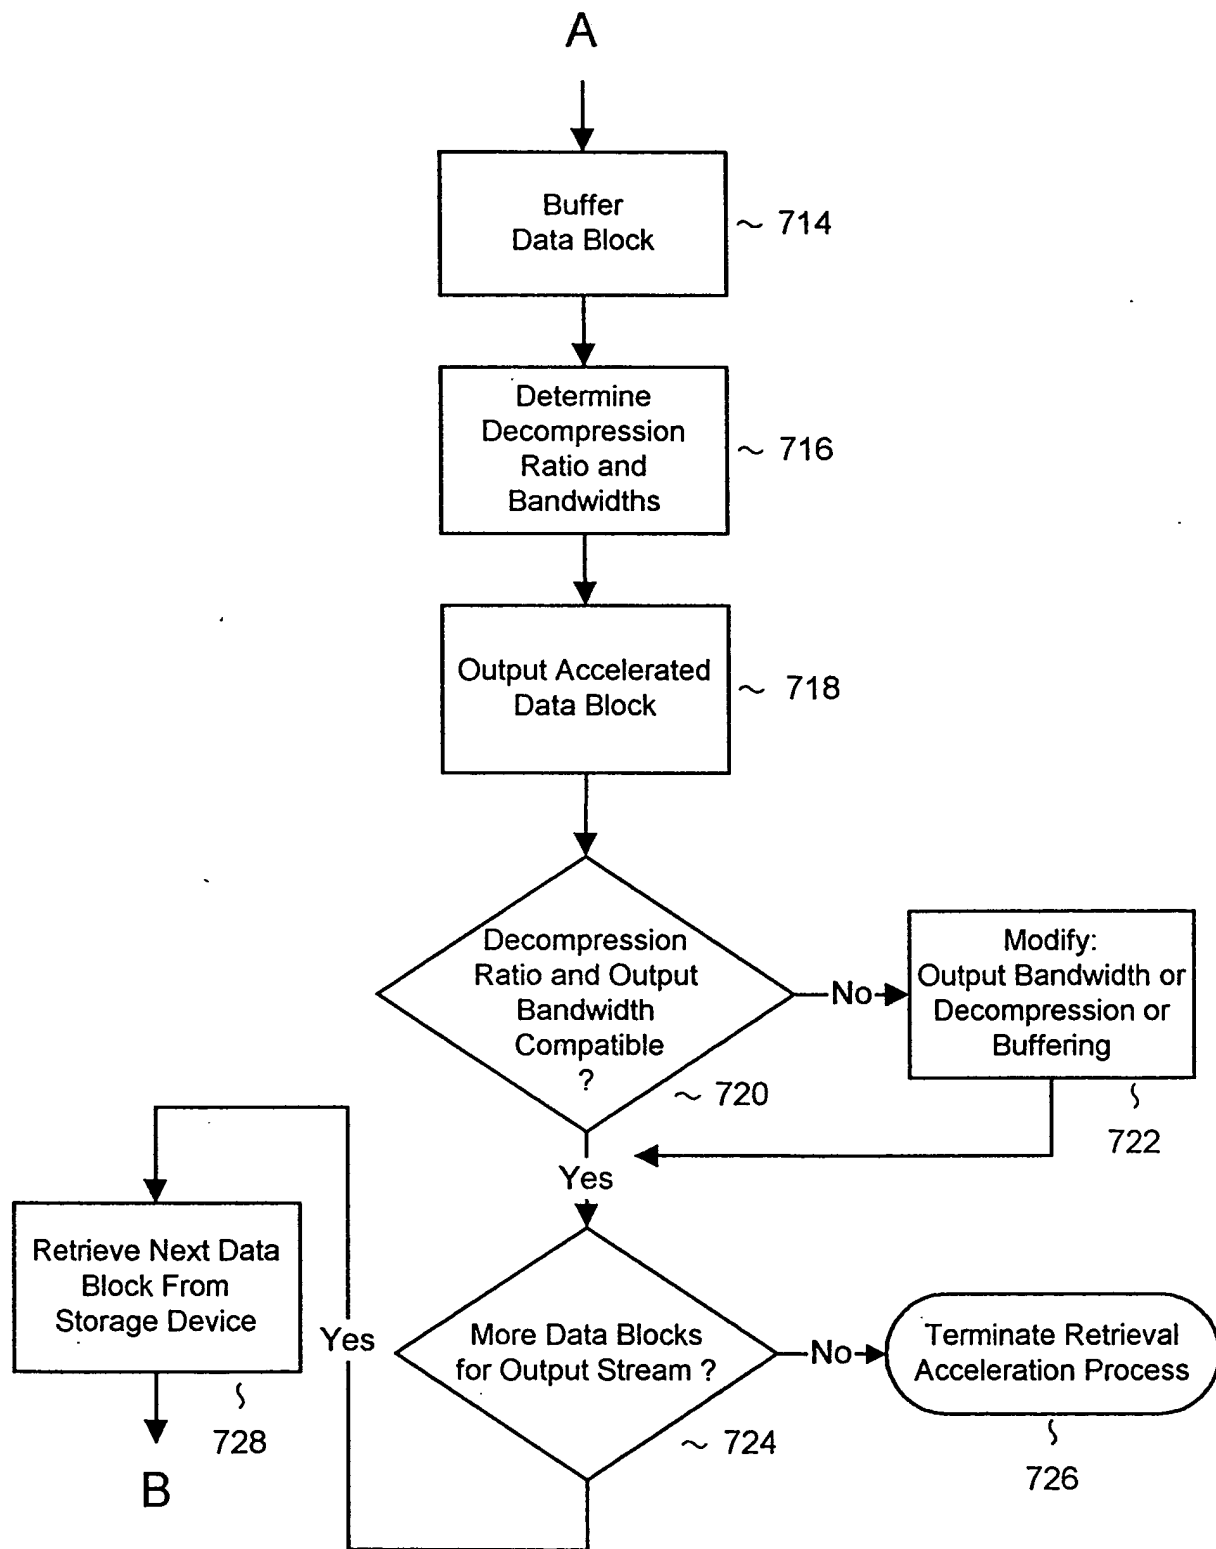 A
Buffer
Data Block
~ 714
Determine
Decompression
Ratio and
Bandwidths
~ 716
Output Accelerated
Data Block
~ 718
Decompression
Ratio and Output
Bandwidth
Compatible
?
~ 720
No
Modify:
Output Bandwidth or
Decompression or
Buffering
722
Yes
Retrieve Next Data
Block From
Storage Device
728
B
Yes
More Data Blocks
for Output Stream ?
~ 724
No
Terminate Retrieval
Acceleration Process
726